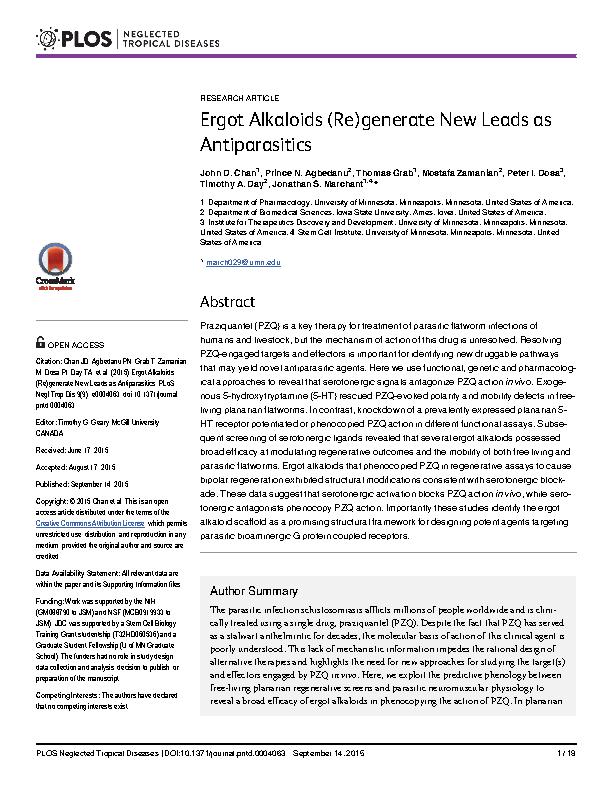 PLOS | NEGLECTED
TROPICAL DISEASES
RESEARCH ARTICLE
Ergot Alkaloids (Re)generate New Leads as
Antiparasitics
John D. Chan1, Prince N. Agbedanu2, Thomas Grab1, Mostafa Zamanian2, Peter I. Dosa3,
Timothy A. Day2, Jonathan S. Marchant1,4*
1 Department of Pharmacology, University of Minnesota, Minneapolis, Minnesota, United States of America,
2 Department of Biomedical Sciences, Iowa State University, Ames, Iowa, United States of America,
3 Institute for Therapeutics Discovery and Development, University of Minnesota, Minneapolis, Minnesota,
United States of America, 4 Stem Cell Institute, University of Minnesota, Minneapolis, Minnesota, United
States of America
* march029@umn.edu
Abstract
Praziquantel (PZQ) is a key therapy for treatment of parasitic flatworm infections of
humans and livestock, but the mechanism of action of this drug is unresolved. Resolving
PZQ-engaged targets and effectors is important for identifying new druggable pathways
that may yield novel antiparasitic agents. Here we use functional, genetic and pharmacolog-
ical approaches to reveal that serotonergic signals antagonize PZQ action in vivo. Exoge-
nous 5-hydroxytryptamine (5-HT) rescued PZQ-evoked polarity and mobility defects in free-
living planarian flatworms. In contrast, knockdown of a prevalently expressed planarian 5-
HT receptor potentiated or phenocopied PZQ action in different functional assays. Subse-
quent screening of serotonergic ligands revealed that several ergot alkaloids possessed
broad efficacy at modulating regenerative outcomes and the mobility of both free living and
parasitic flatworms. Ergot alkaloids that phenocopied PZQ in regenerative assays to cause
bipolar regeneration exhibited structural modifications consistent with serotonergic block-
ade. These data suggest that serotonergic activation blocks PZQ action in vivo, while sero-
tonergic antagonists phenocopy PZQ action. Importantly these studies identify the ergot
alkaloid scaffold as a promising structural framework for designing potent agents targeting
parasitic bioaminergic G protein coupled receptors.
Author Summary
The parasitic infection schistosomiasis afflicts millions of people worldwide and is clini-
cally treated using a single drug, praziquantel (PZQ). Despite the fact that PZQ has served
as a stalwart anthelmintic for decades, the molecular basis of action of this clinical agent is
poorly understood. This lack of mechanistic information impedes the rational design of
alternative therapies and highlights the need for new approaches for studying the target(s)
and effectors engaged by PZQ in vivo. Here, we exploit the predictive phenology between
free-living planarian regenerative screens and parasitic neuromuscular physiology to
reveal a broad efficacy of ergot alkaloids in phenocopying the action of PZQ. In planarian
CrossMark
click for updates
OPEN ACCESS
Citation: Chan JD, Agbedanu PN, Grab T, Zamanian
M, Dosa PI, Day TA, et al. (2015) Ergot Alkaloids
(Re)generate New Leads as Antiparasitics. PLoS
Negl Trop Dis 9(9): e0004063. doi:10.1371/journal.
pntd.0004063
Editor: Timothy G. Geary, McGill University,
CANADA
Received: June 17, 2015
Accepted: August 17, 2015
Published: September 14, 2015
Copyright: © 2015 Chan et al. This is an open
access article distributed under the terms of the
Creative Commons Attribution License, which permits
unrestricted use, distribution, and reproduction in any
medium, provided the original author and source are
credited.
Data Availability Statement: All relevant data are
within the paper and its Supporting Information files.
Funding: Work was supported by the NIH
(GM088790 to JSM) and NSF (MCB0919933 to
JSM). JDC was supported by a Stem Cell Biology
Training Grant studentship (T32HD060536) and a
Graduate Student Fellowship (U of MN Graduate
School). The funders had no role in study design,
data collection and analysis, decision to publish, or
preparation of the manuscript.
Competing Interests: The authors have declared
that no competing interests exist.
PLOS Neglected Tropical Diseases | DOI:10.1371/journal.pntd.0004063 September 14, 2015 1 / 19